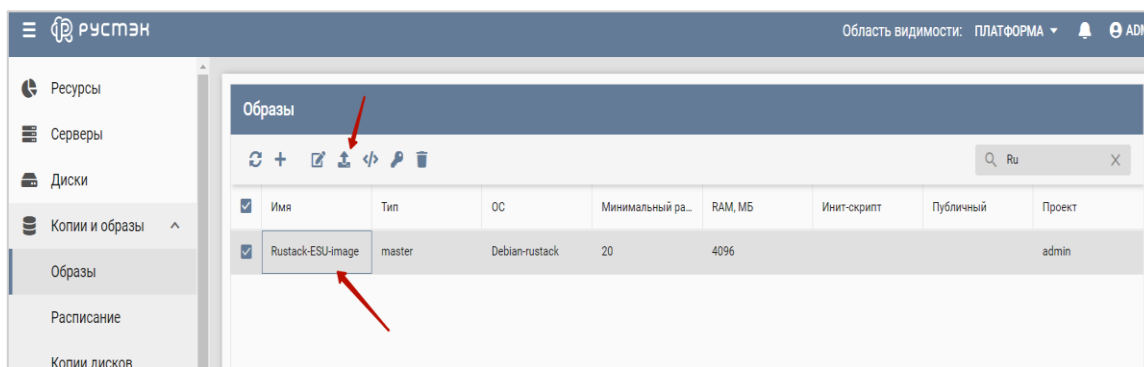 РУСТЭК
Область видимости: ПЛАТФОРМА
Ресурсы
Серверы
Диски
Копии и образы
Образы
Расписание
Копии дисков
Образы
Ru
Имя Тип ОС Минимальный ра... RAM, МБ Инит-скрипт Публичный Проект
Rustack-ESU-image master Debian-rustack 20 4096 admin